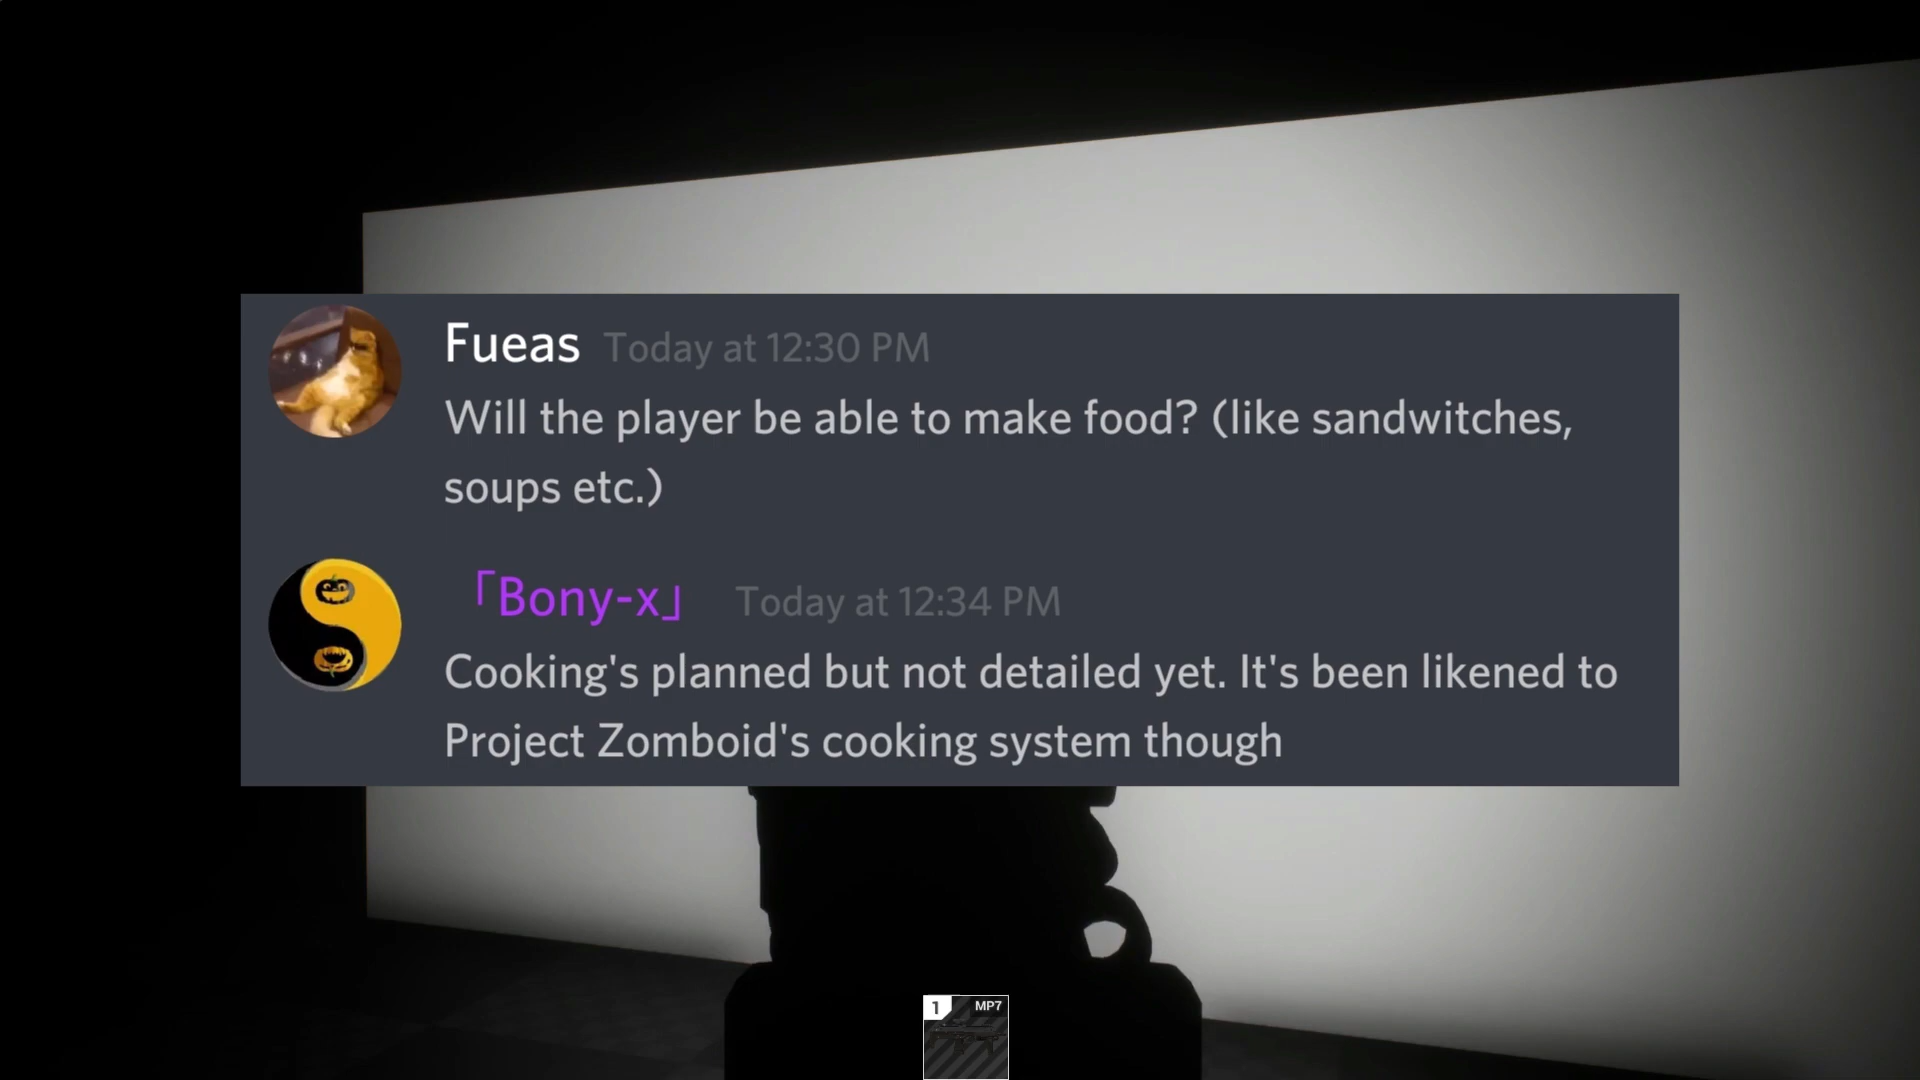 Fueas Today at 12:30 PM
Will the player be able to make food? (like sandwitches,
soups etc.)
「Bony-x」 Today at 12:34 PM
Cooking's planned but not detailed yet. It's been likened to
Project Zomboid's cooking system though
1 MP7